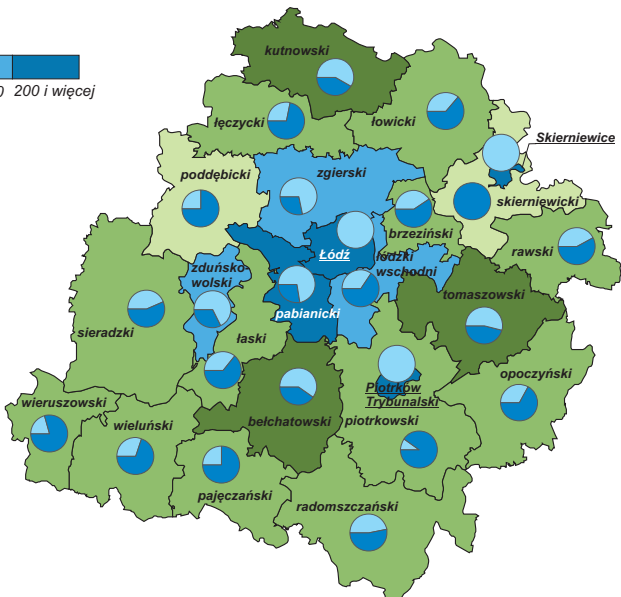 kutnowski
0 200 i więcej
łęczycki
łowicki
Skierniewice
poddębicki
zgierski
skierniewicki
brzeziński
rawski
Łódź
łódzki
wschodni
zduńsko-
wolski
tomaszowski
pabianicki
sieradzki
łaski
Piotrków
Trybunalski
opoczyński
wieruszowski
wieluński
bełchatowski
piotrkowski
pajęczański
radomszczański